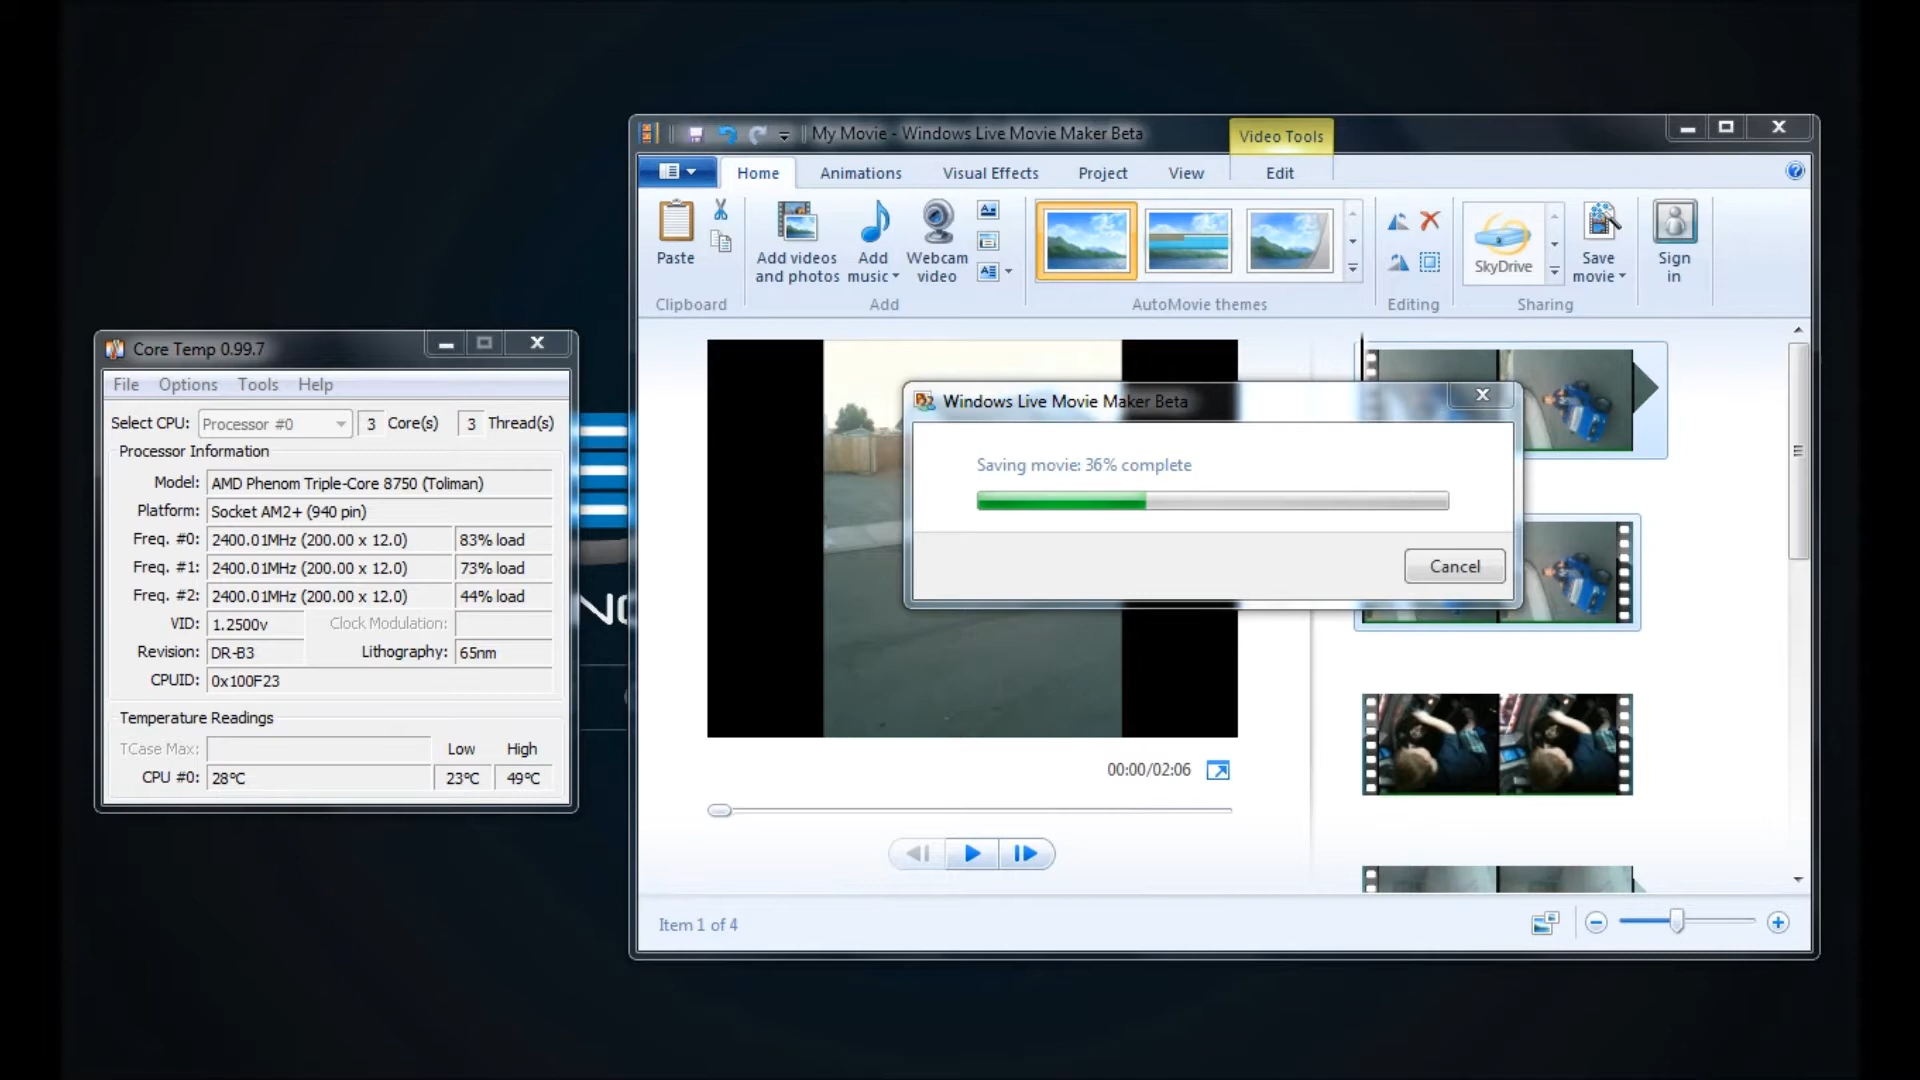 My Movie - Windows Live Movie Maker Beta
Video Tools
Home
Animations
Visual Effects
Project
View
Edit
Paste
Add videos
and photos
Add
music
Webcam
video
SkyDrive
Save
movie
Sign
in
Clipboard
Add
AutoMovie themes
Editing
Sharing
Core Temp 0.99.7
File Options Tools Help
Select CPU: Processor #0 3 Core(s) 3 Thread(s)
Processor Information
Model: AMD Phenom Triple-Core 8750 (Toliman)
Platform: Socket AM2+ (940 pin)
Freq. #0: 2400.01MHz (200.00 x 12.0) 83% load
Freq. #1: 2400.01MHz (200.00 x 12.0) 73% load
Freq. #2: 2400.01MHz (200.00 x 12.0) 44% load
VID: 1.2500v Clock Modulation:
Revision: DR-B3 Lithography: 65nm
CPUID: 0x100F23
Temperature Readings
TCase Max: Low High
CPU #0: 28°C 23°C 49°C
Windows Live Movie Maker Beta
Saving movie: 36% complete
Cancel
00:00/02:06
Item 1 of 4